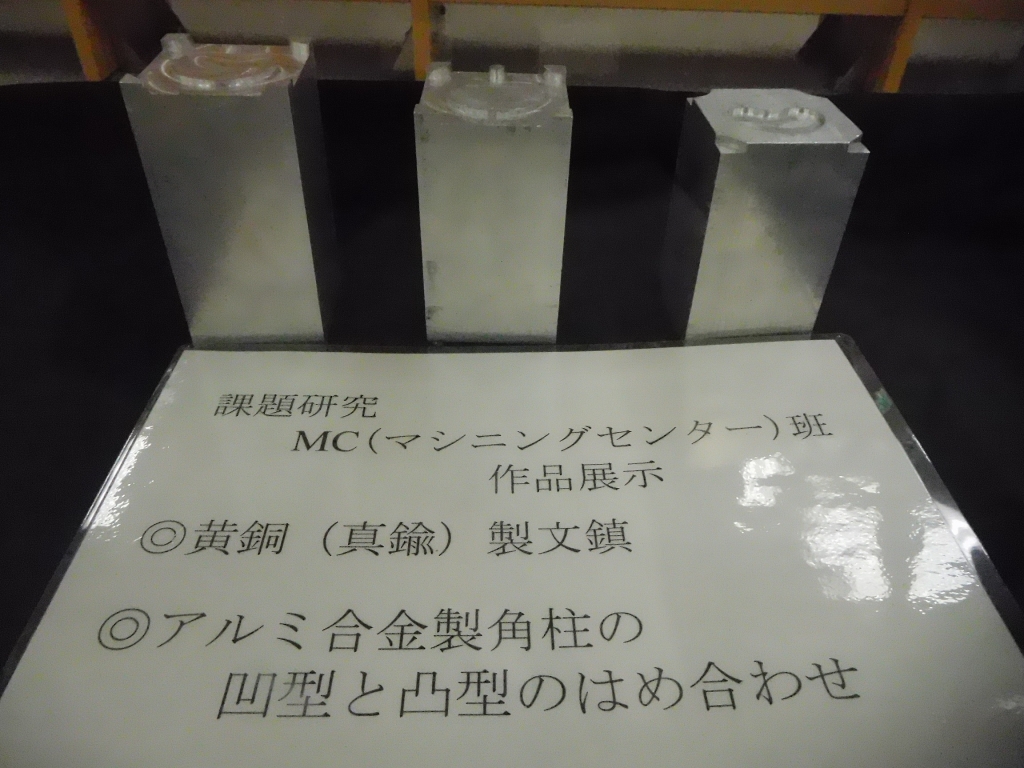 課題研究
MC(マシニングセンター)班
作品展示
◎黄銅（真鍮）製文鎮
◎アルミ合金製角柱の
凹型と凸型のはめ合わせ